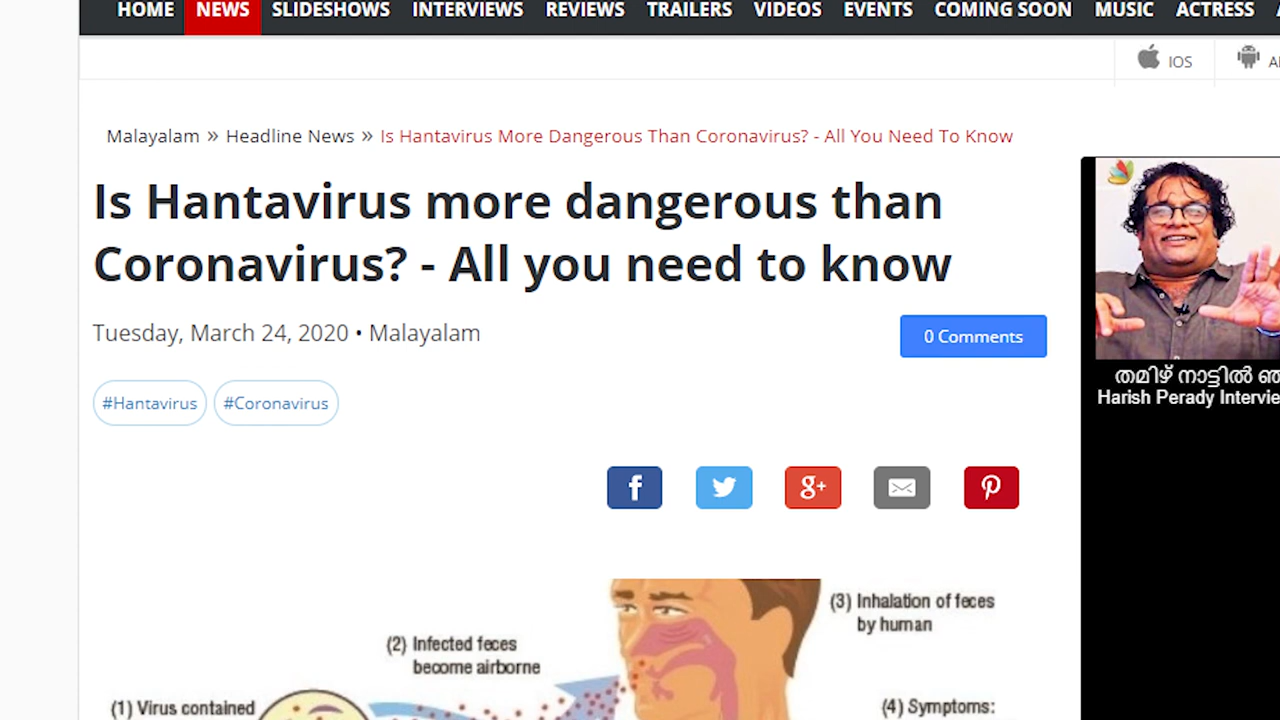 HOME NEWS SLIDESHOWS INTERVIEWS REVIEWS TRAILERS VIDEOS EVENTS COMING SOON MUSIC ACTRESS
IOS
Malayalam » Headline News » Is Hantavirus More Dangerous Than Coronavirus? - All You Need To Know
Is Hantavirus more dangerous than
Coronavirus? - All you need to know
Tuesday, March 24, 2020 • Malayalam
0 Comments
#Hantavirus #Coronavirus
തമിഴ് നാട്ടിൽ
Harish Perady
f
g+
(3) Inhalation of feces
by human
(2) Infected feces
become airborne
(1) Virus contained
(4) Symptoms: